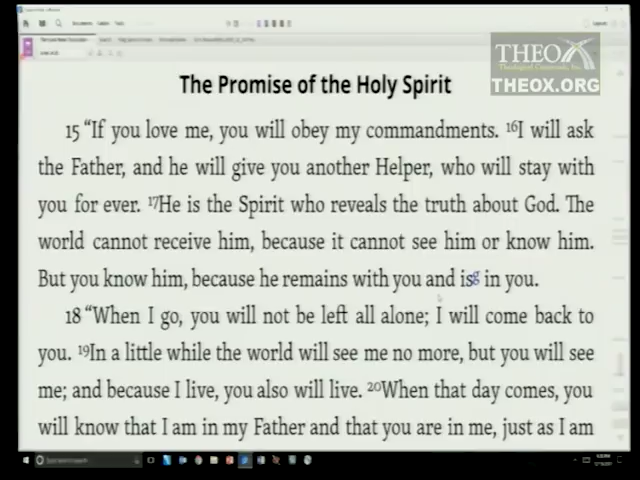 THEOX
THEOX.ORG
The Promise of the Holy Spirit
15 “If you love me, you will obey my commandments. 16I will ask
the Father, and he will give you another Helper, who will stay with
you for ever. 17He is the Spirit who reveals the truth about God. The
world cannot receive him, because it cannot see him or know him.
But you know him, because he remains with you and isg in you.
18 “When I go, you will not be left all alone; I will come back to
you. 19In a little while the world will see me no more, but you will see
me; and because I live, you also will live. 20When that day comes, you
will know that I am in my Father and that you are in me, just as I am